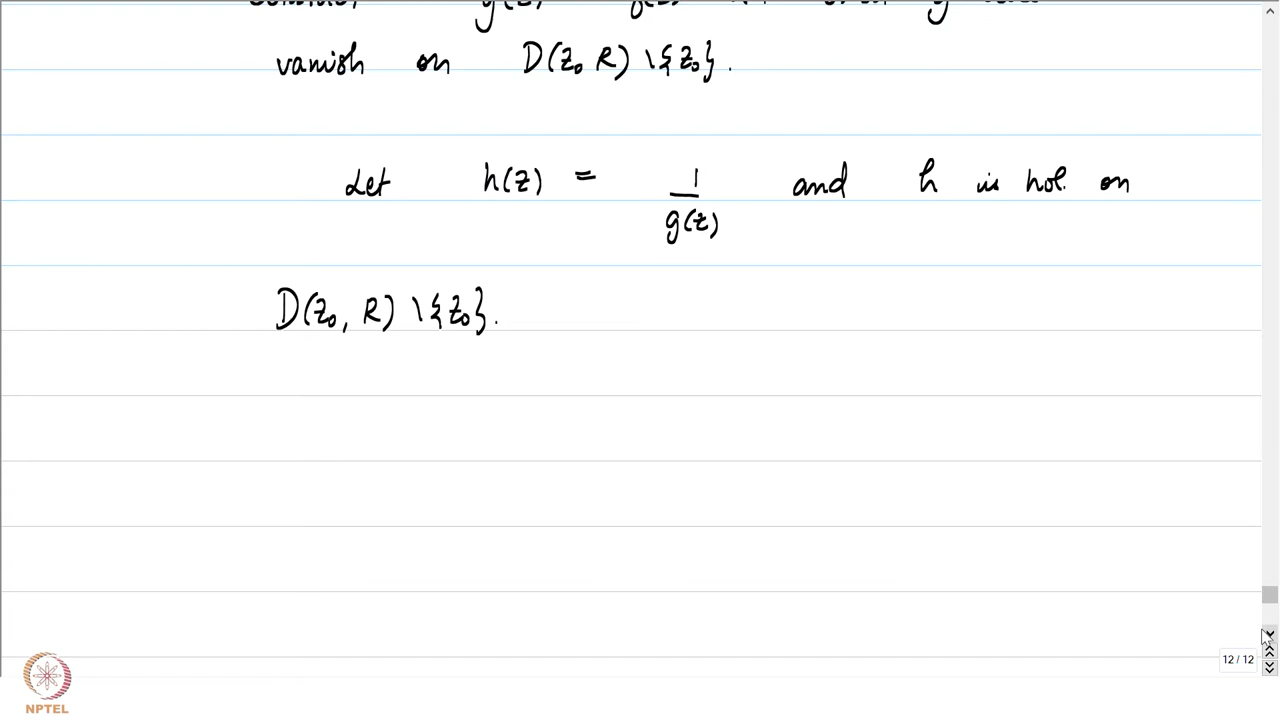 vanish on D(z₀ R) \ {z₀}.
Let h(z) = 1/g(z) and h is hol. on
D(z₀, R) \ {z₀}.
12 / 12
NPTEL